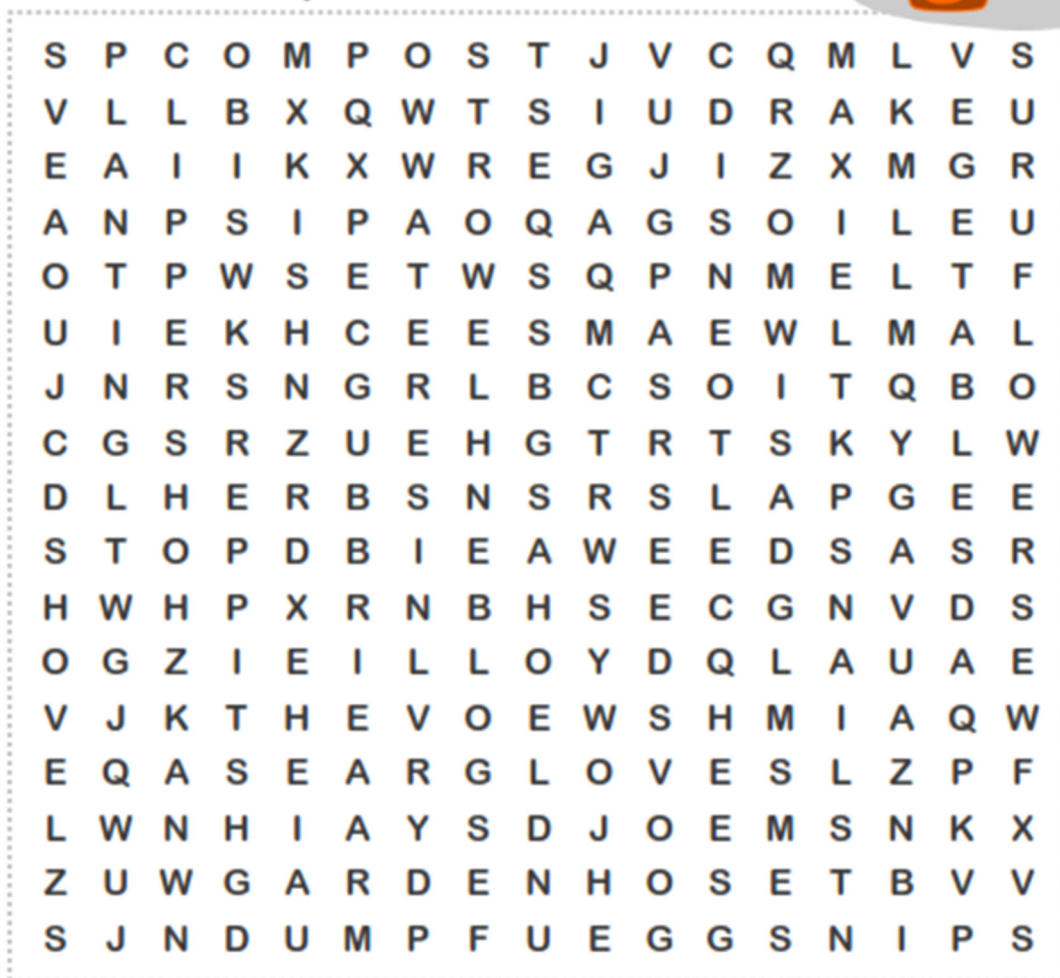 S P C O M P O S T J V C Q M L V S
V L L B X Q W T S I U D R A K E U
E A I I K X W R E G J I Z X M G R
A N P S I P A O Q A G S O I L E U
O T P W S E T W S Q P N M E L T F
U I E K H C E E S M A E W L M A L
J N R S N G R L B C S O I T Q B O
C G S R Z U E H G T R T S K Y L W
D L H E R B S N S R S L A P G E E
S T O P D B I E A W E E D S A S R
H W H P X R N B H S E C G N V D S
O G Z I E I L L O Y D Q L A U A E
V J K T H E V O E W S H M I A Q W
E Q A S E A R G L O V E S L Z P F
L W N H I A Y S D J O E M S N K X
Z U W G A R D E N H O S E T B V V
S J N D U M P F U E G G S N I P S